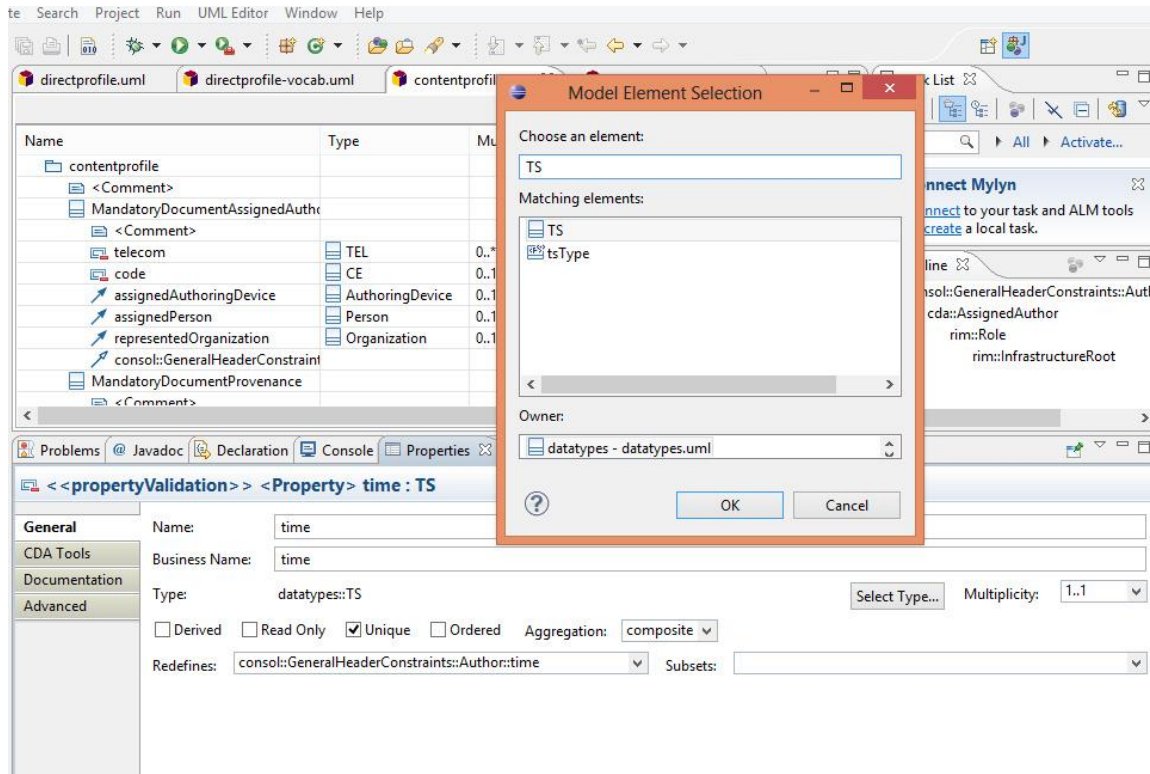 te Search Project Run UML Editor Window Help
directprofile.uml directprofile-vocab.uml contentprofil
k List
Name Type Mu
contentprofile
<Comment>
MandatoryDocumentAssignedAutho
<Comment>
telecom TEL 0..*
code CE 0..1
assignedAuthoringDevice AuthoringDevice 0..1
assignedPerson Person 0..1
representedOrganization Organization 0..1
consol::GeneralHeaderConstraint
MandatoryDocumentProvenance
<Comment>
Model Element Selection
Choose an element:
TS
Matching elements:
TS
tsType
Owner:
datatypes - datatypes.uml
OK Cancel
All Activate...
nnect Mylyn
nnect to your task and ALM tools
create a local task.
line
nsol::GeneralHeaderConstraints::Auth
cda::AssignedAuthor
rim::Role
rim::InfrastructureRoot
Problems @ Javadoc Declaration Console Properties
<<propertyValidation>> <Property> time : TS
General
CDA Tools
Documentation
Advanced
Name: time
Business Name: time
Type: datatypes::TS Select Type... Multiplicity: 1..1
Derived Read Only Unique Ordered Aggregation: composite
Redefines: consol::GeneralHeaderConstraints::Author::time Subsets: